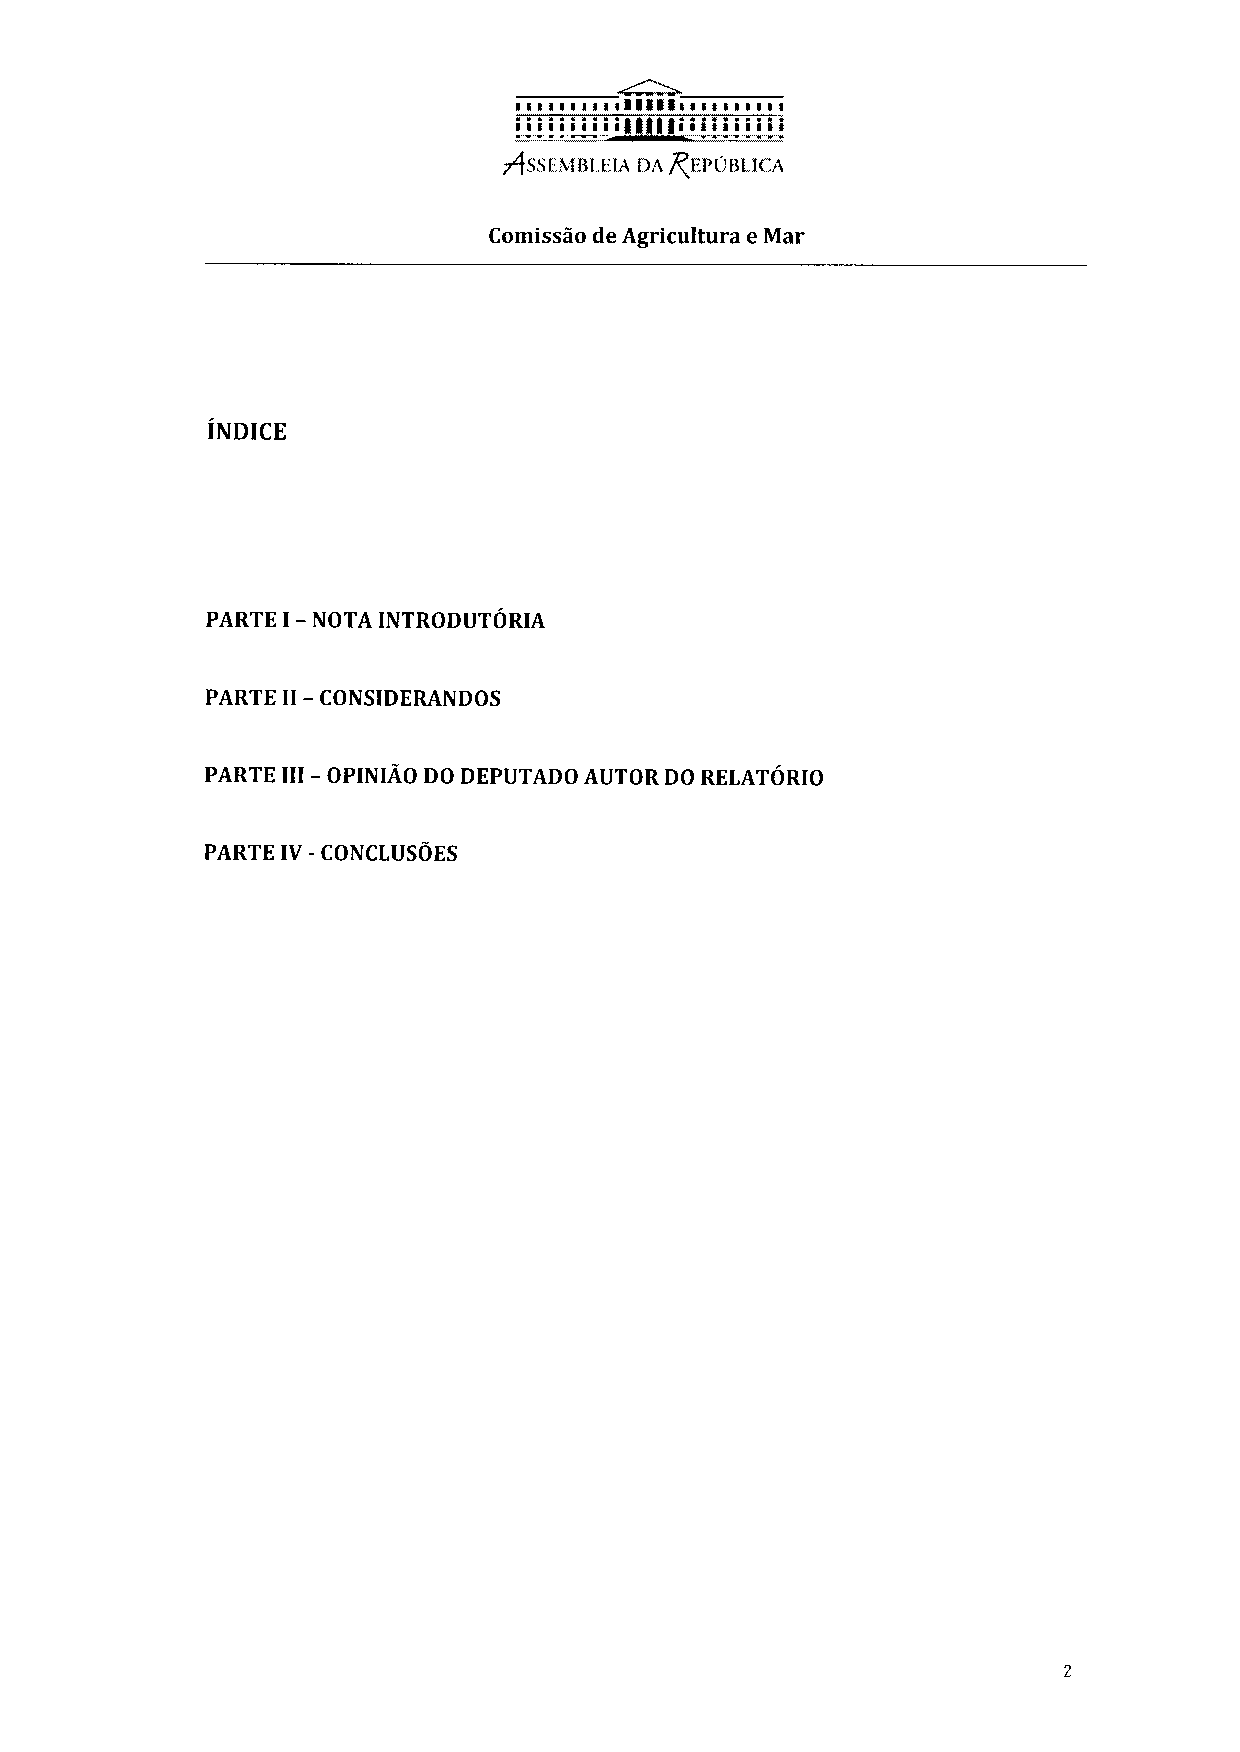 ASSEMBLEIA DA REPÚBLICA
Comissão de Agricultura e Mar
ÍNDICE
PARTE I – NOTA INTRODUTÓRIA
PARTE II – CONSIDERANDOS
PARTE III – OPINIÃO DO DEPUTADO AUTOR DO RELATÓRIO
PARTE IV - CONCLUSÕES
2